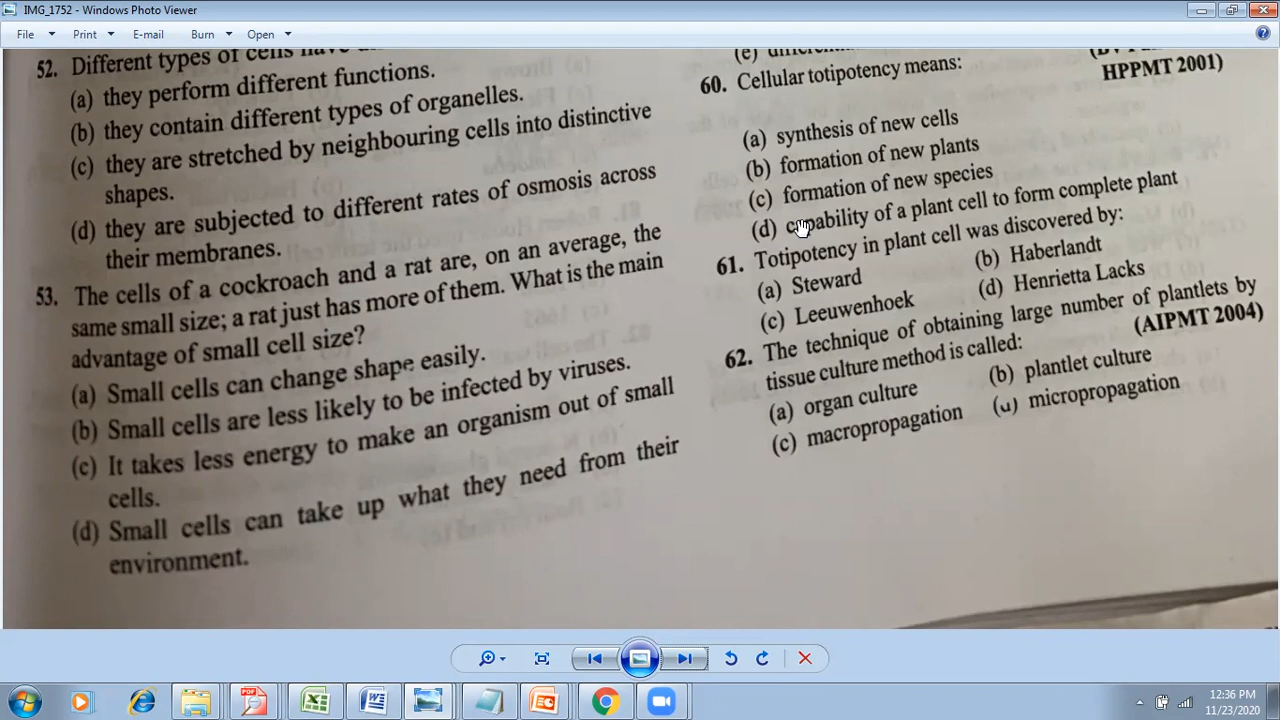 IMG_1752 - Windows Photo Viewer
File Print E-mail Burn Open
52. Different types of cells have
(a) they perform different functions.
(b) they contain different types of organelles.
(c) they are stretched by neighbouring cells into distinctive
shapes.
(d) they are subjected to different rates of osmosis across
their membranes.
53. The cells of a cockroach and a rat are, on an average, the
same small size; a rat just has more of them. What is the main
advantage of small cell size?
(a) Small cells can change shape easily.
(b) Small cells are less likely to be infected by viruses.
(c) It takes less energy to make an organism out of small
cells.
(d) Small cells can take up what they need from their
environment.
(e)
HPPMT 2001)
60. Cellular totipotency means:
(a) synthesis of new cells
(b) formation of new plants
(c) formation of new species
(d) capability of a plant cell to form complete plant
61. Totipotency in plant cell was discovered by:
(a) Steward (b) Haberlandt
(c) Leeuwenhoek (d) Henrietta Lacks
62. The technique of obtaining large number of plantlets by
tissue culture method is called: (AIPMT 2004)
(a) organ culture (b) plantlet culture
(c) macropropagation (d) micropropagation
12:36 PM
11/23/2020